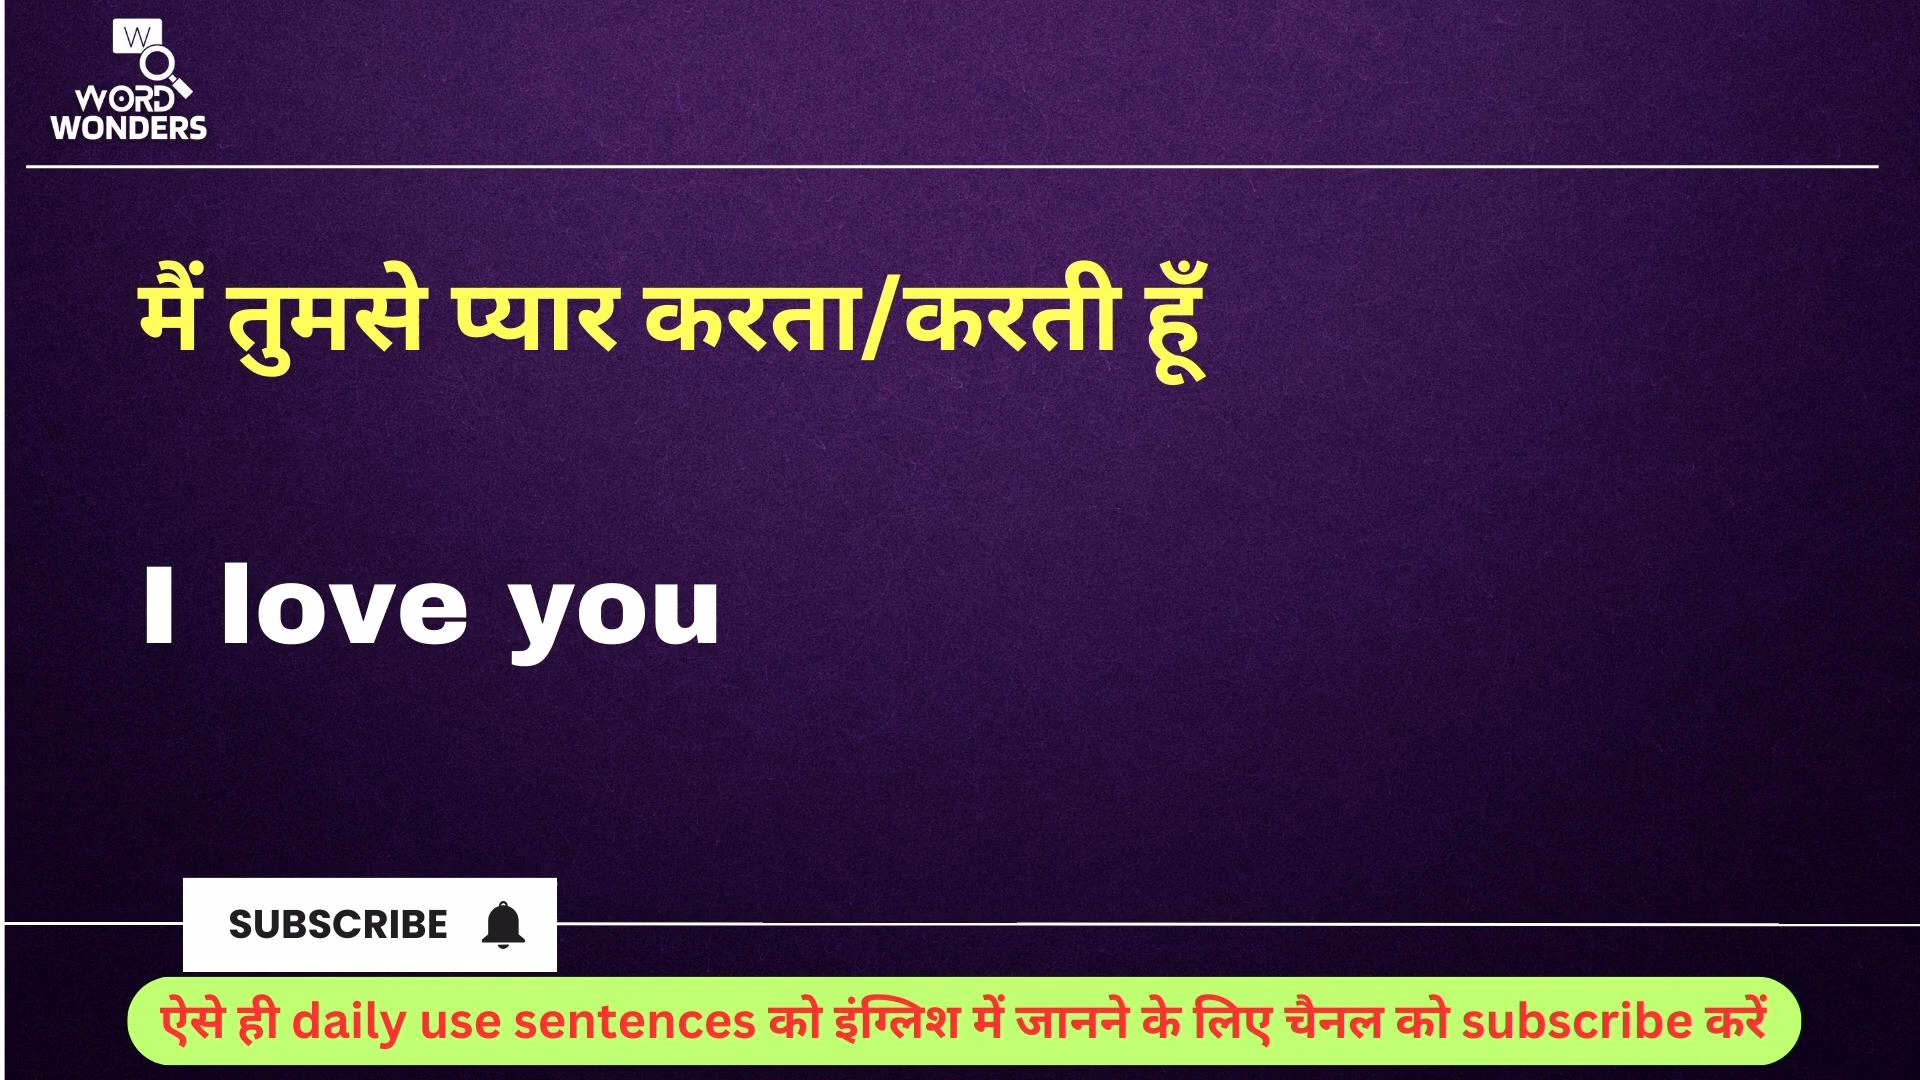 W
WORD
WONDERS
मैं तुमसे प्यार करता/करती हूँ
I love you
SUBSCRIBE
ऐसे ही daily use sentences को इंग्लिश में जानने के लिए चैनल को subscribe करें